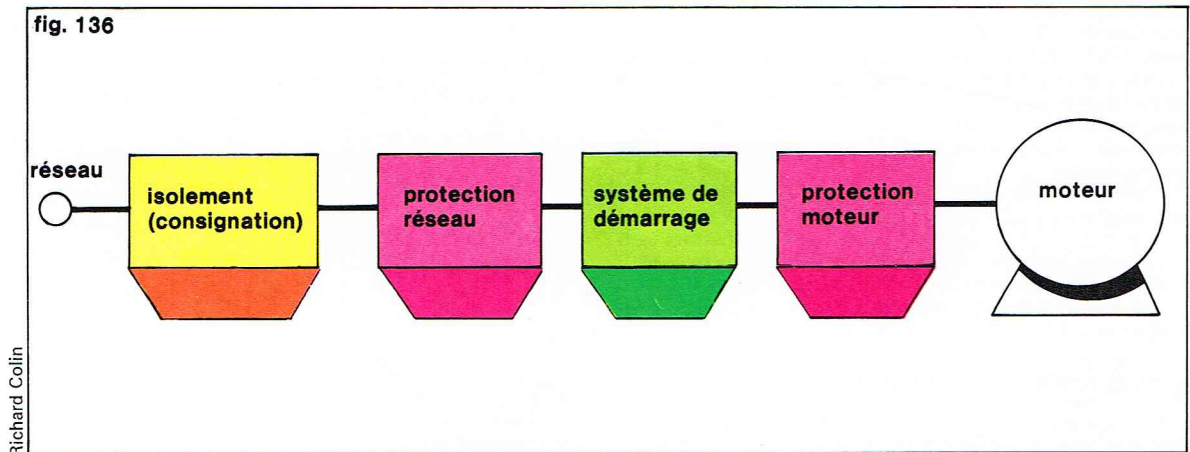 fig. 136
réseau
isolement
(consignation)
protection
réseau
système de
démarrage
protection
moteur
moteur
Richard Colin